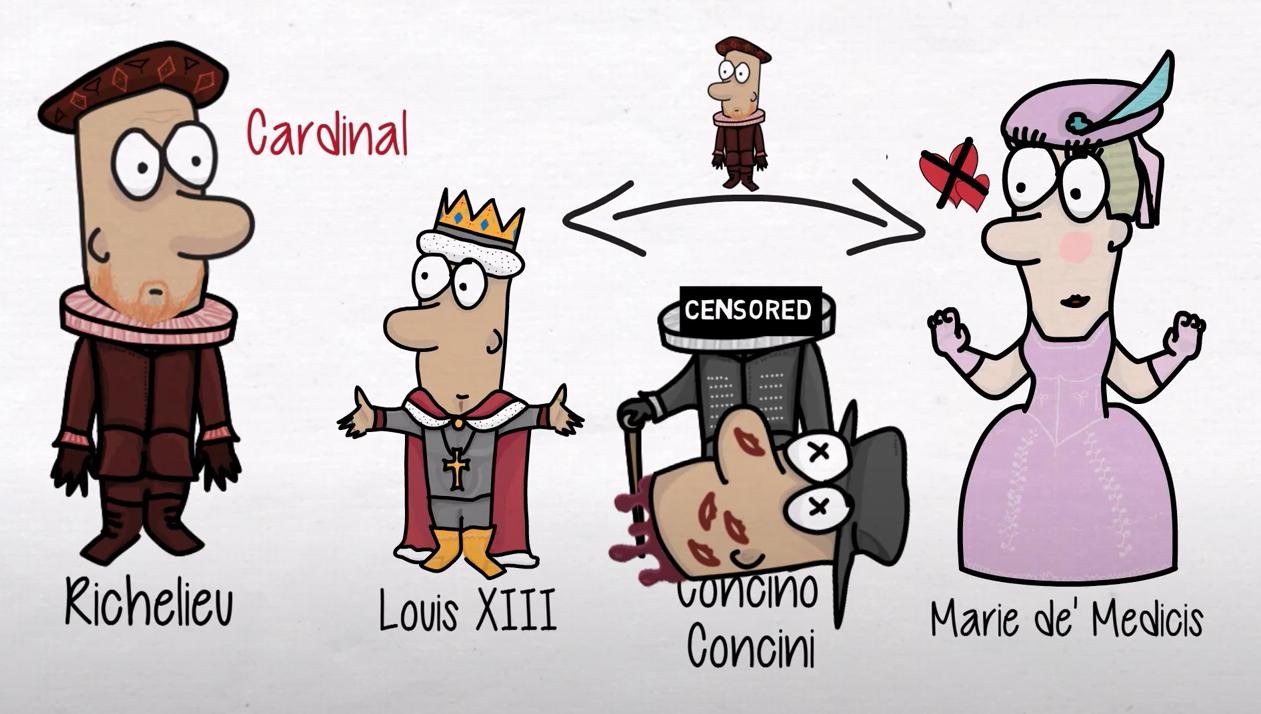 Cardinal
CENSORED
Richelieu
Louis XIII
Concino
Concini
Marie de' Medicis